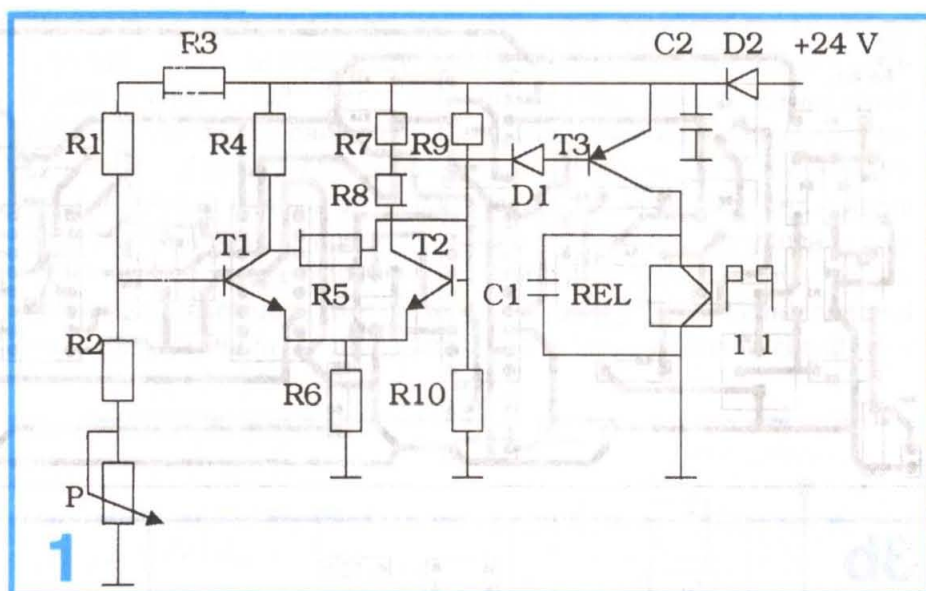 R3
C2 D2 +24 V
R1 R4 R7 R9 T3
R8 D1
T1 T2
R5 C1 REL
R2 1 1
R6 R10
P
1